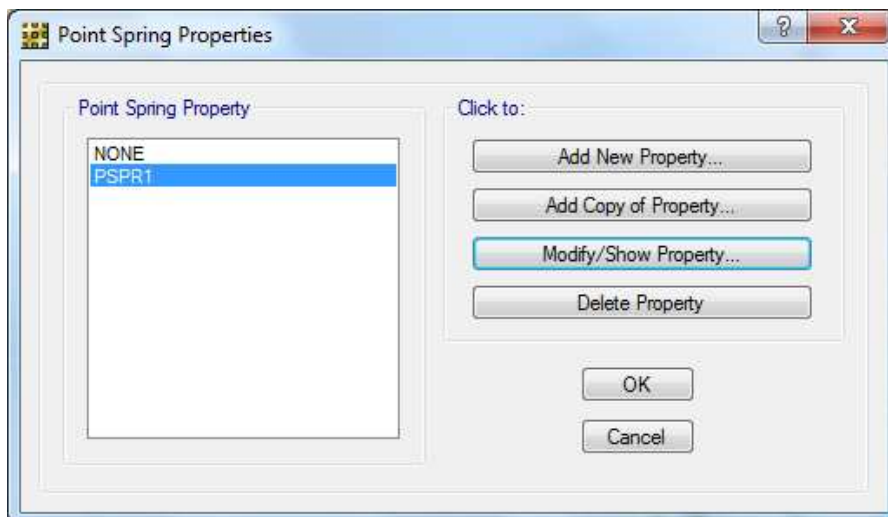 Point Spring Properties
?
X
Point Spring Property
NONE
PSPR1
Click to:
Add New Property...
Add Copy of Property...
Modify/Show Property...
Delete Property
OK
Cancel